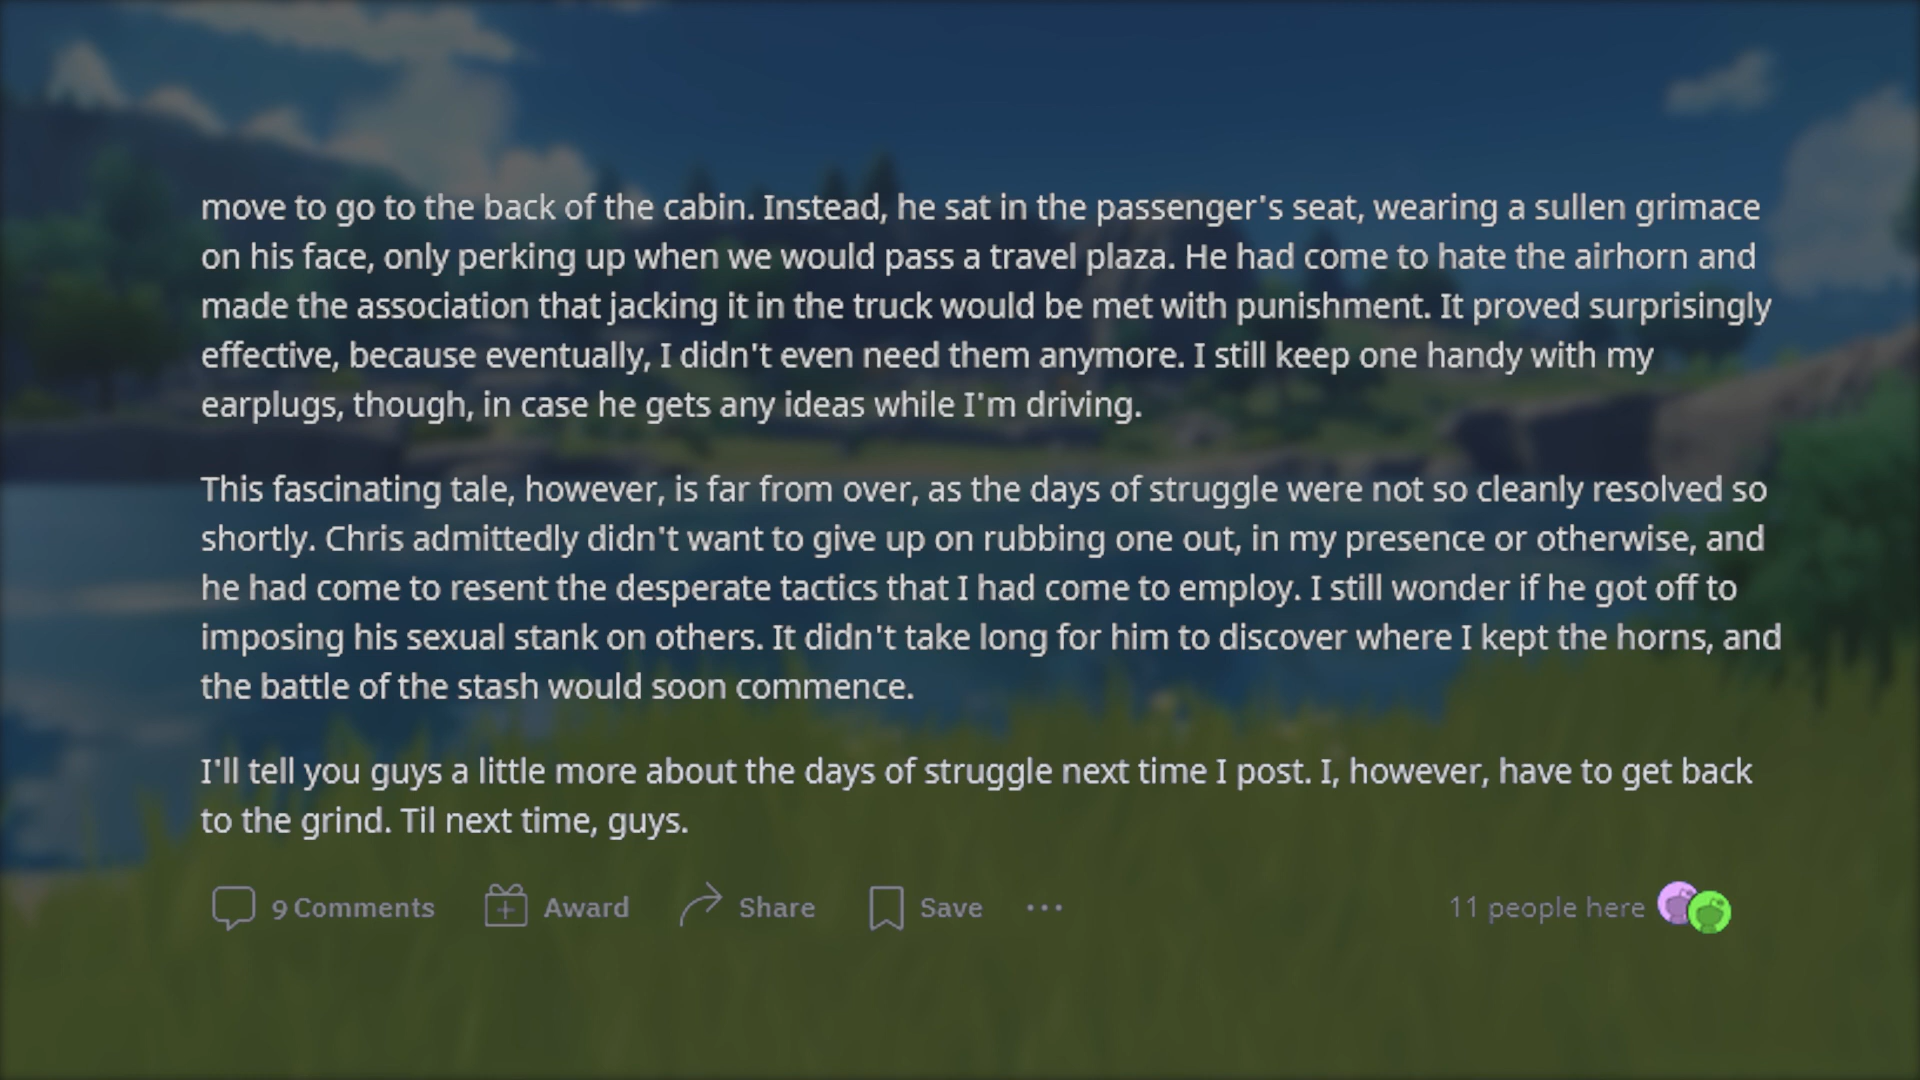 move to go to the back of the cabin. Instead, he sat in the passenger's seat, wearing a sullen grimace
on his face, only perking up when we would pass a travel plaza. He had come to hate the airhorn and
made the association that jacking it in the truck would be met with punishment. It proved surprisingly
effective, because eventually, I didn't even need them anymore. I still keep one handy with my
earplugs, though, in case he gets any ideas while I'm driving.
This fascinating tale, however, is far from over, as the days of struggle were not so cleanly resolved so
shortly. Chris admittedly didn't want to give up on rubbing one out, in my presence or otherwise, and
he had come to resent the desperate tactics that I had come to employ. I still wonder if he got off to
imposing his sexual stank on others. It didn't take long for him to discover where I kept the horns, and
the battle of the stash would soon commence.
I'll tell you guys a little more about the days of struggle next time I post. I, however, have to get back
to the grind. Til next time, guys.
9 Comments Award Share Save ... 11 people here